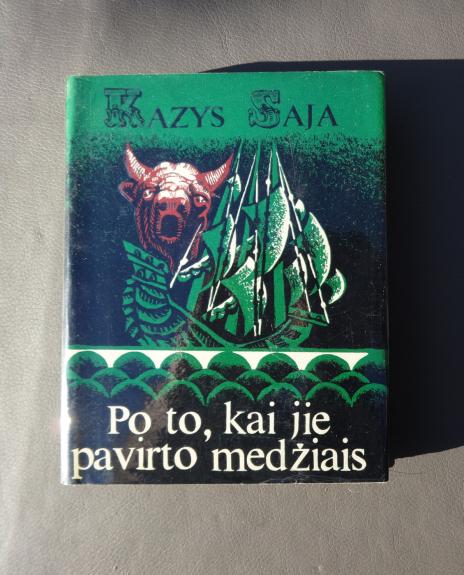 KAZYS SAJA
Po to, kai jie
pavirto medžiais